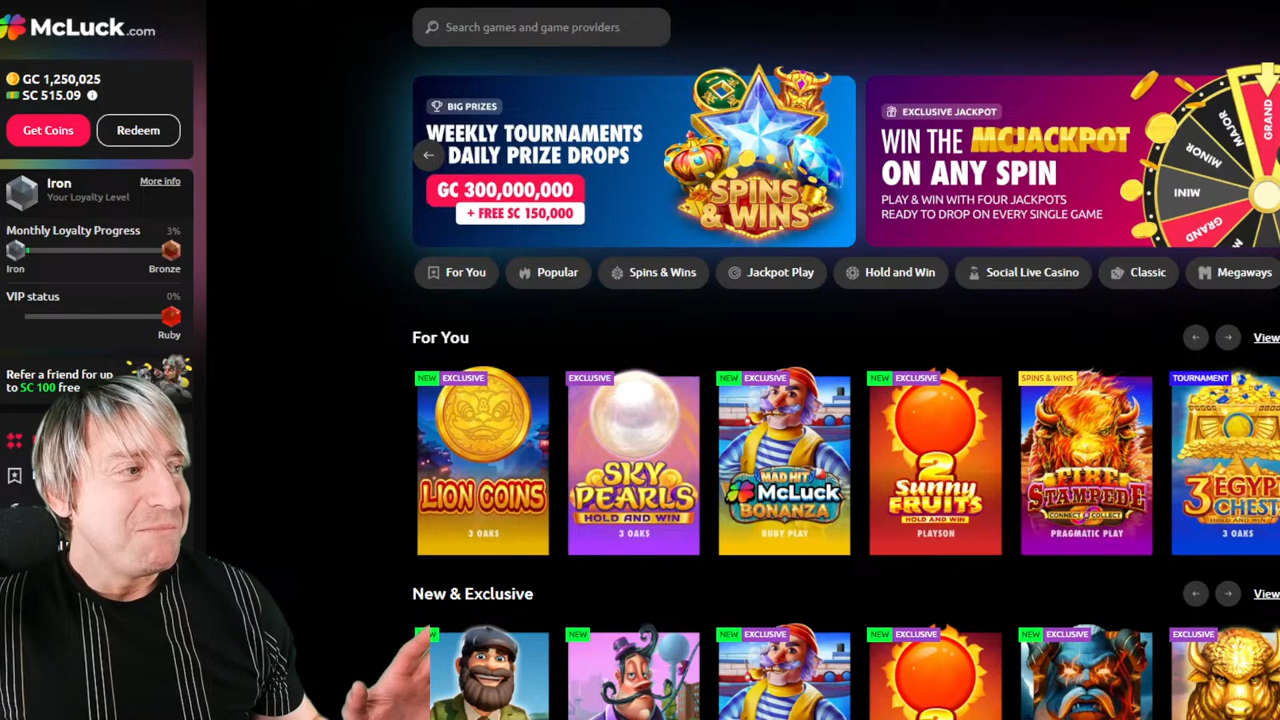 McLuck.com
GC 1,250,025
SC 515.09
Get Coins
Redeem
Iron
More info
Your Loyalty Level
Monthly Loyalty Progress
3%
Iron
Bronze
VIP status
0%
Ruby
Refer a friend for up
to SC 100 free
Search games and game providers
BIG PRIZES
WEEKLY TOURNAMENTS
DAILY PRIZE DROPS
GC 300,000,000
+ FREE SC 150,000
SPINS
& WINS
EXCLUSIVE JACKPOT
WIN THE MCJACKPOT
ON ANY SPIN
PLAY & WIN WITH FOUR JACKPOTS
READY TO DROP ON EVERY SINGLE GAME
GRAND
MAJOR
MINOR
MINI
GRAND
For You
Popular
Spins & Wins
Jackpot Play
Hold and Win
Social Live Casino
Classic
Megaways
For You
View
NEW EXCLUSIVE
LION COINS
3 OAKS
EXCLUSIVE
SKY
PEARLS
HOLD AND WIN
3 OAKS
NEW EXCLUSIVE
MAD HIT
McLuck
BONANZA
RUBY PLAY
NEW EXCLUSIVE
2
Sunny
FRUITS
HOLD AND WIN
PLAYSON
SPINS & WINS
FIRE
STAMPEDE
CONNECT & COLLECT
PRAGMATIC PLAY
TOURNAMENT
3 EGYPT
CHEST
HOLD AND WIN
3 OAKS
New & Exclusive
View
NEW
NEW EXCLUSIVE
NEW EXCLUSIVE
NEW EXCLUSIVE
EXCLUSIVE